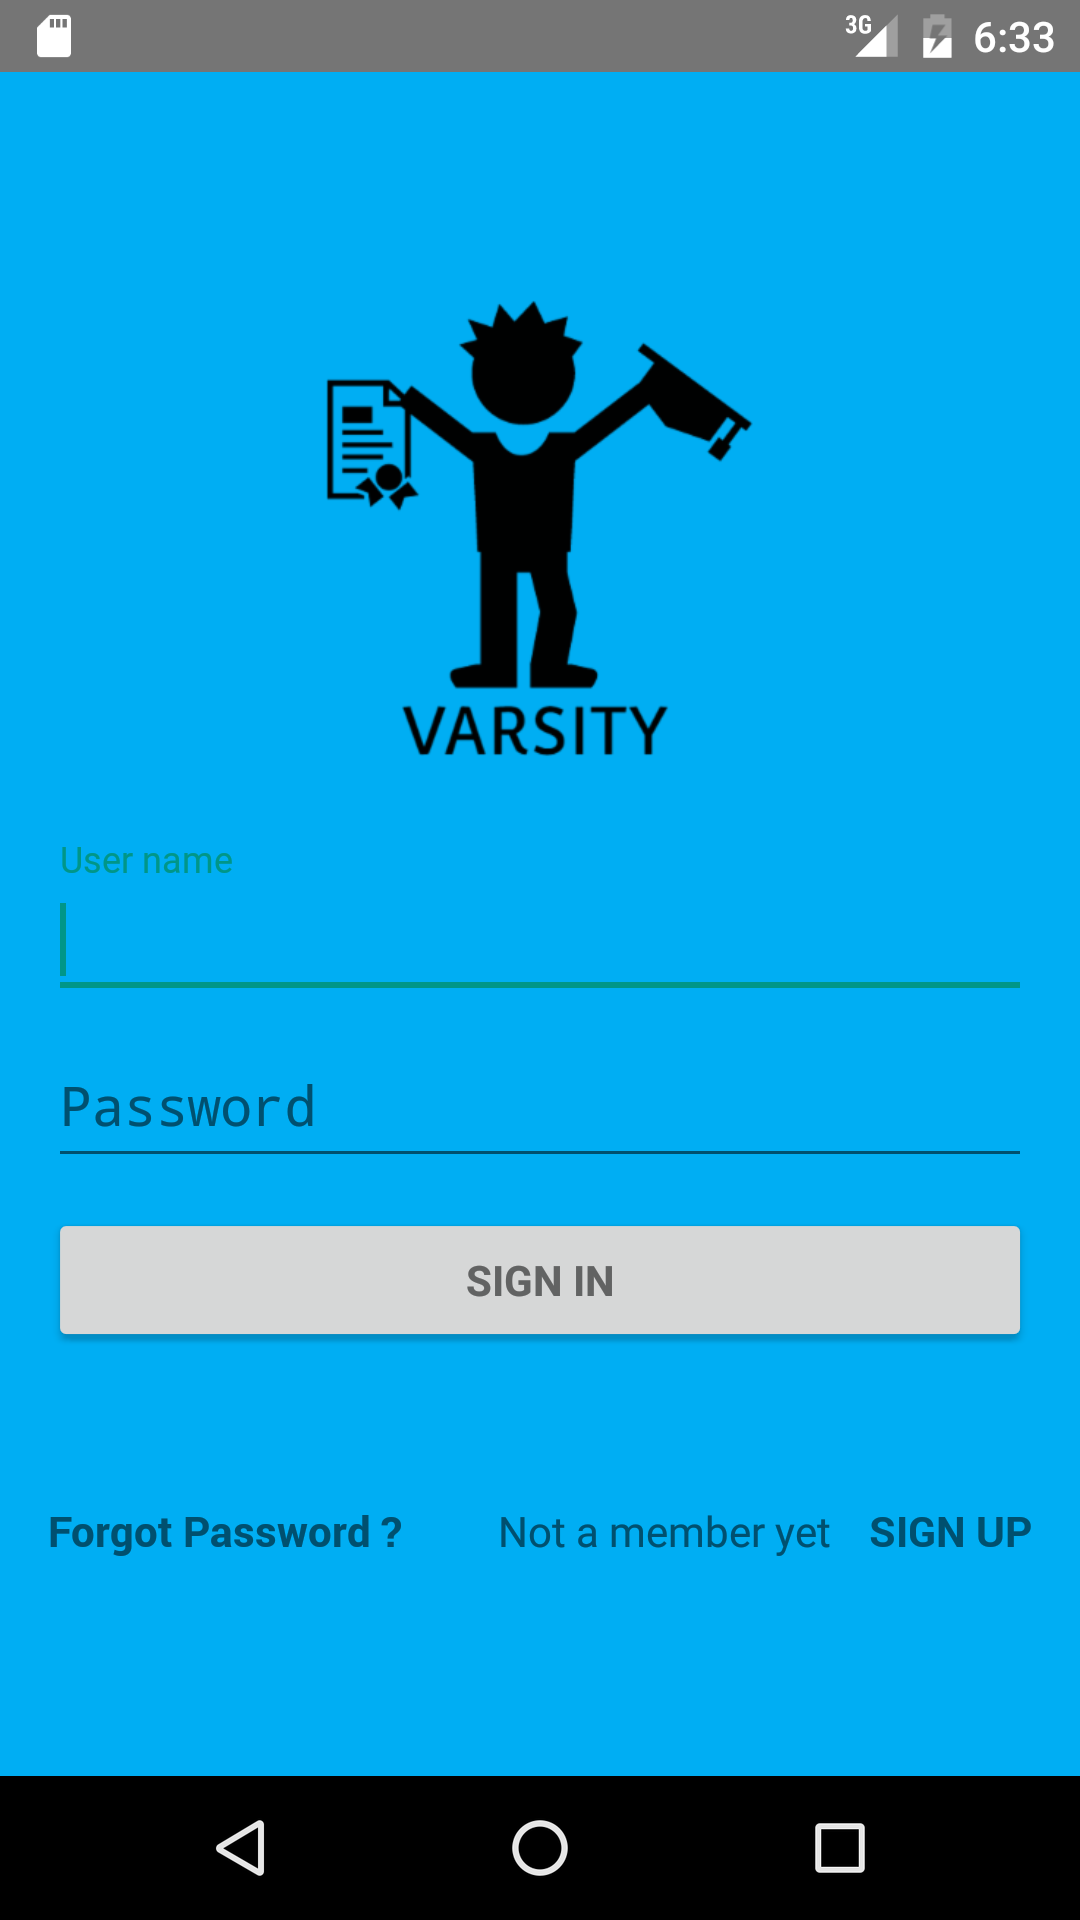 3G 6:33
VARSITY
User name
Password
SIGN IN
Forgot Password ? Not a member yet SIGN UP